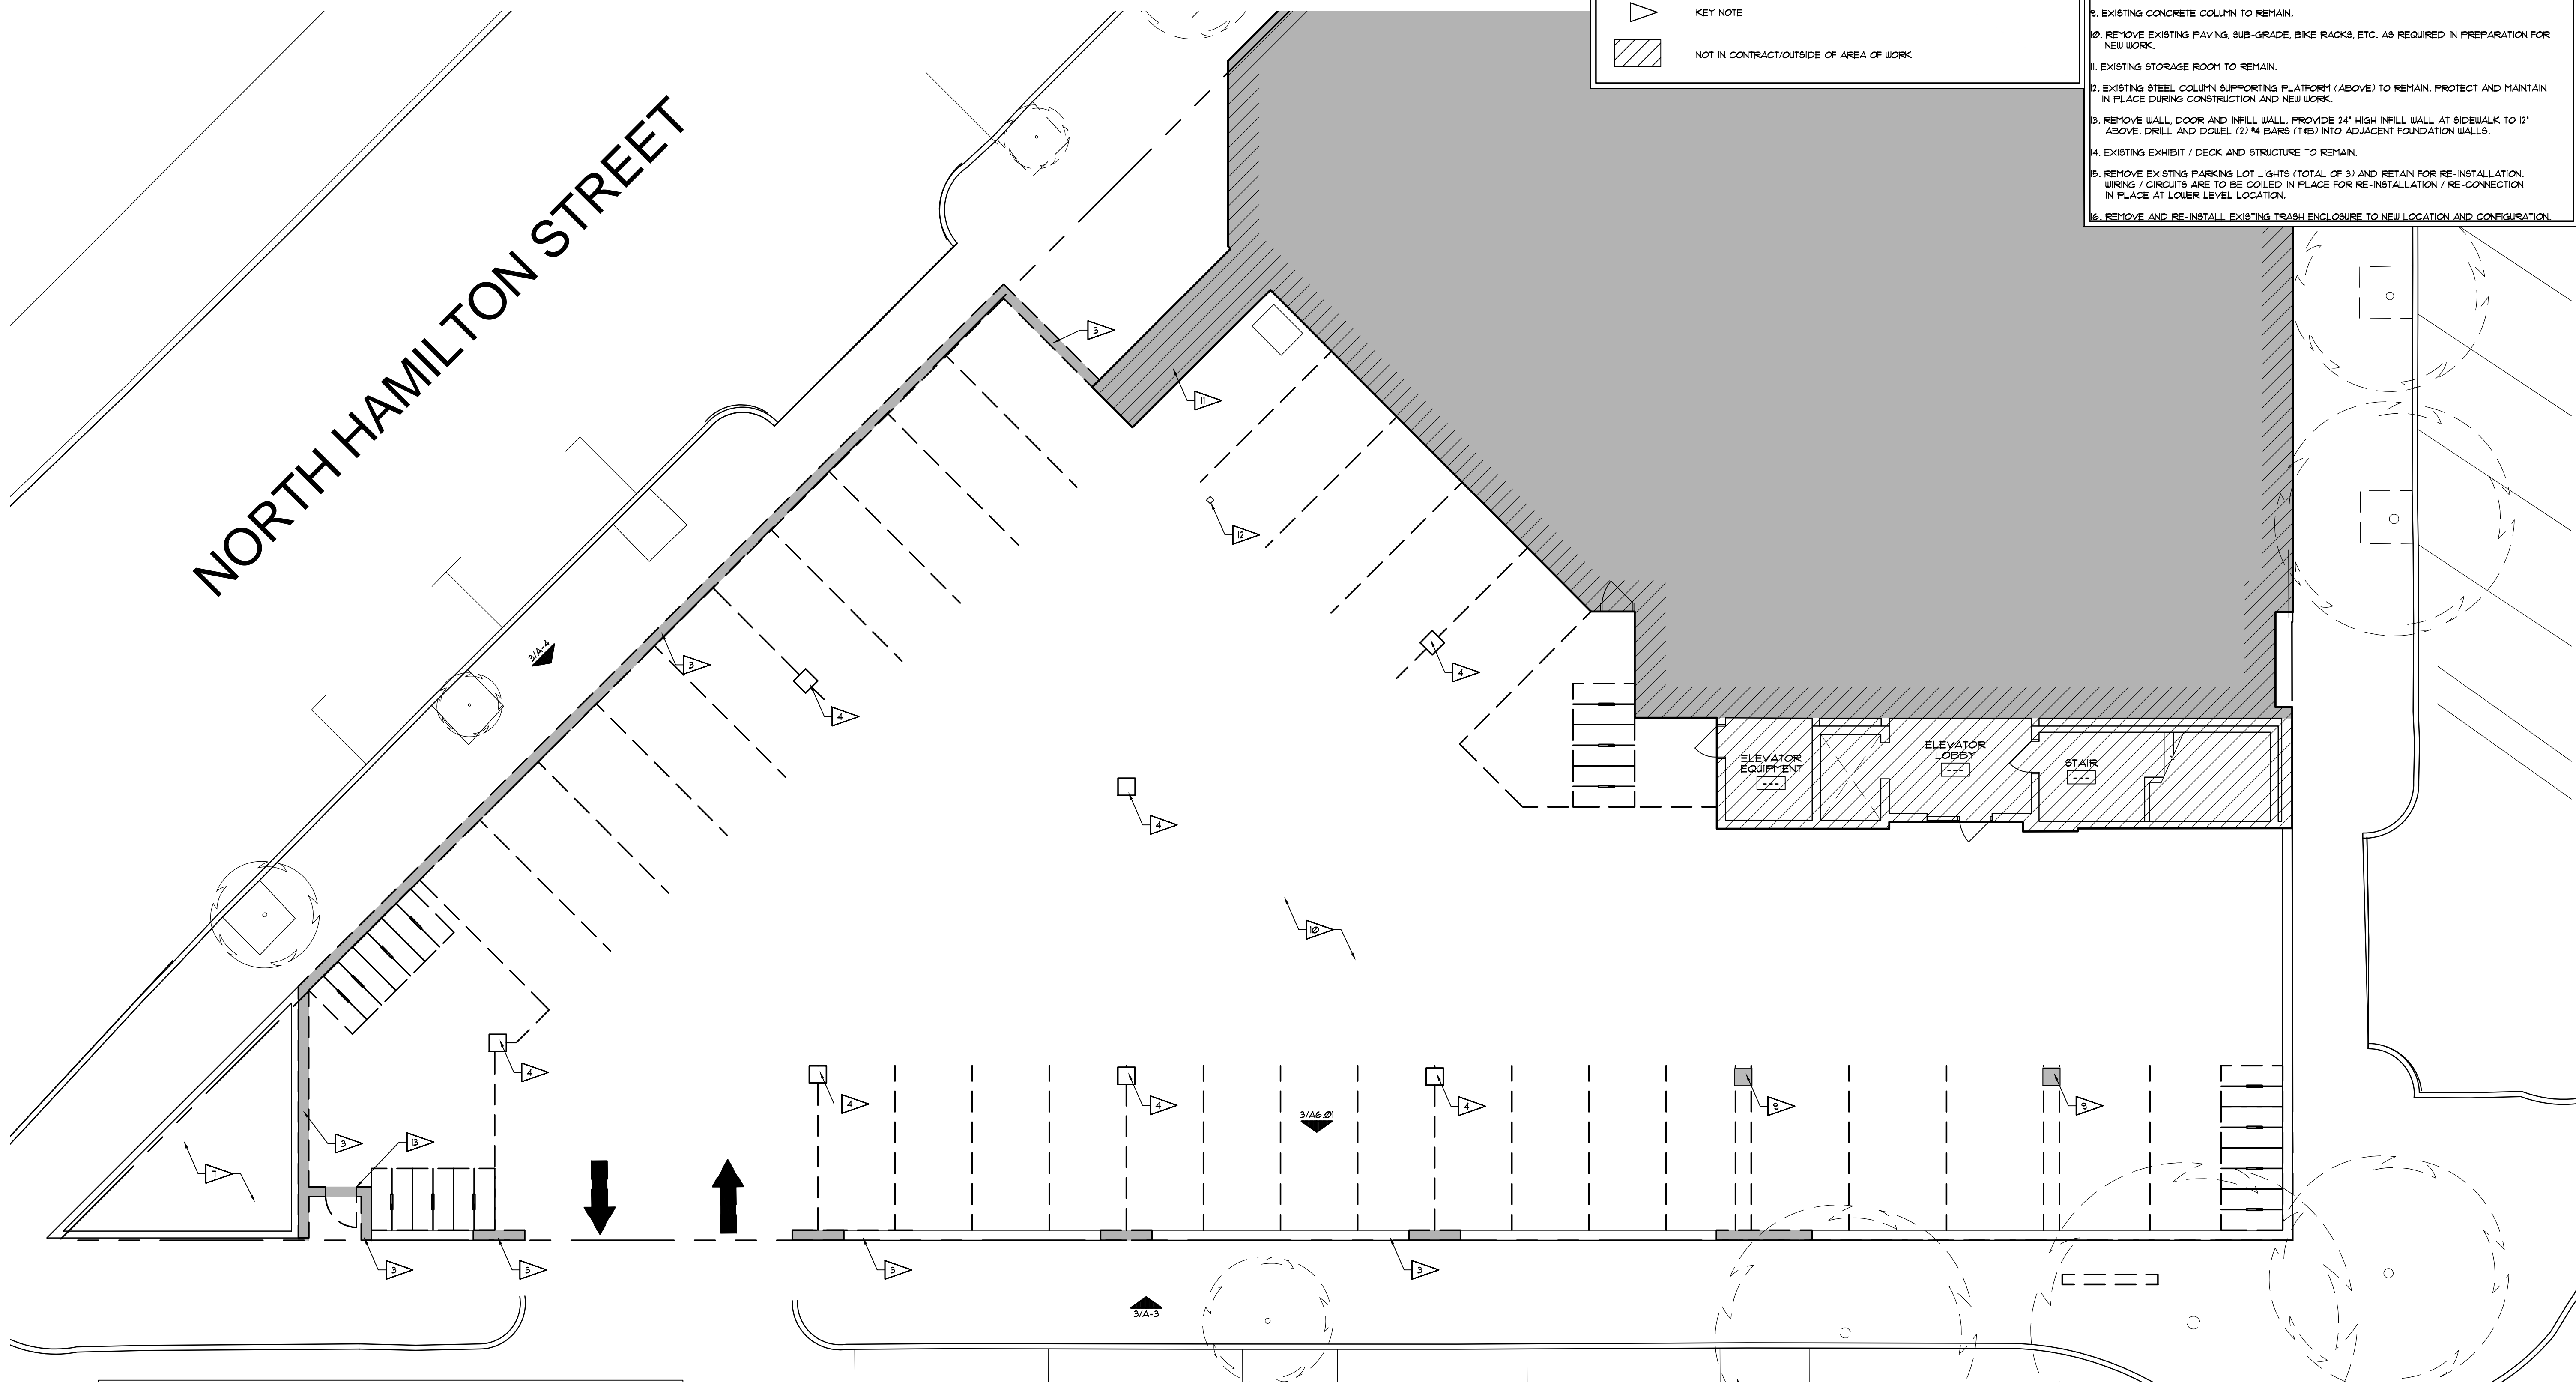 KEY NOTE
NOT IN CONTRACT/OUTSIDE OF AREA OF WORK
9. EXISTING CONCRETE COLUMN TO REMAIN.
10. REMOVE EXISTING PAVING, SUB-GRADE, BIKE RACKS, ETC. AS REQUIRED IN PREPARATION FOR
NEW WORK.
11. EXISTING STORAGE ROOM TO REMAIN.
12. EXISTING STEEL COLUMN SUPPORTING PLATFORM (ABOVE) TO REMAIN. PROTECT AND MAINTAIN
IN PLACE DURING CONSTRUCTION AND NEW WORK.
13. REMOVE WALL, DOOR AND INFILL WALL. PROVIDE 24" HIGH INFILL WALL AT SIDEWALK TO 12"
ABOVE. DRILL AND DOWEL (2) #4 BARS (T&B) INTO ADJACENT FOUNDATION WALLS.
14. EXISTING EXHIBIT / DECK AND STRUCTURE TO REMAIN.
15. REMOVE EXISTING PARKING LOT LIGHTS (TOTAL OF 3) AND RETAIN FOR RE-INSTALLATION.
WIRING / CIRCUITS ARE TO BE COILED IN PLACE FOR RE-INSTALLATION / RE-CONNECTION
IN PLACE AT LOWER LEVEL LOCATION.
16. REMOVE AND RE-INSTALL EXISTING TRASH ENCLOSURE TO NEW LOCATION AND CONFIGURATION.
NORTH HAMILTON STREET
3
11
12
3/A-4
3
4
4
4
ELEVATOR
EQUIPMENT
---
ELEVATOR
LOBBY
---
STAIR
---
10
4
4
4
4
9
9
3/A6.01
3
13
7
3
3
3
3
3/A-3